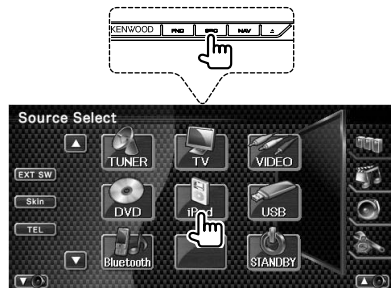 KENWOOD FNC SRC NAV
Source Select
TUNER TV VIDEO
EXT SW
Skin
DVD iPod USB
TEL
Bluetooth STANDBY